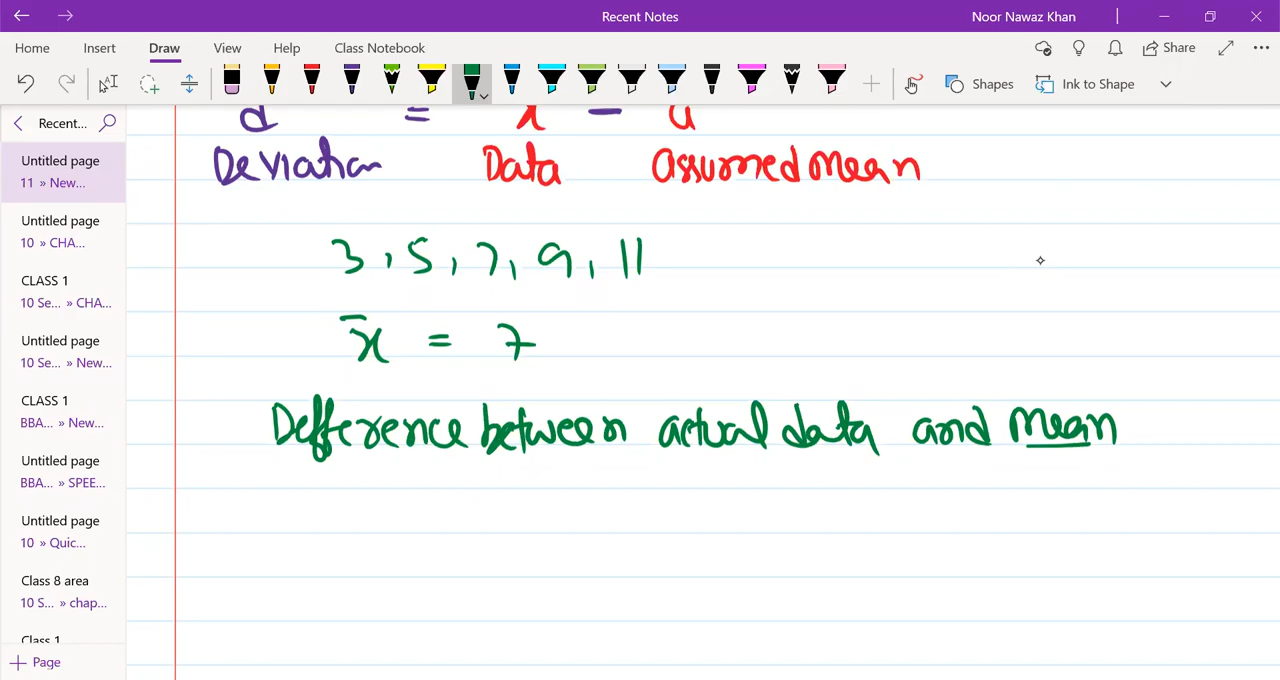 Recent Notes
Noor Nawaz Khan
Home Insert Draw View Help Class Notebook
Share
Shapes
Ink to Shape
Recent...
Untitled page
11 » New...
Untitled page
10 » CHA...
CLASS 1
10 Se... » CHA...
Untitled page
10 Se... » New...
CLASS 1
BBA... » New...
Untitled page
BBA... » SPEE...
Untitled page
10 » Quic...
Class 8 area
10 S... » chap...
Class 1
Page
d = x - a
Deviation Data Assumed Mean
3, 5, 7, 9, 11
x̄ = 7
Defference between actual data and mean